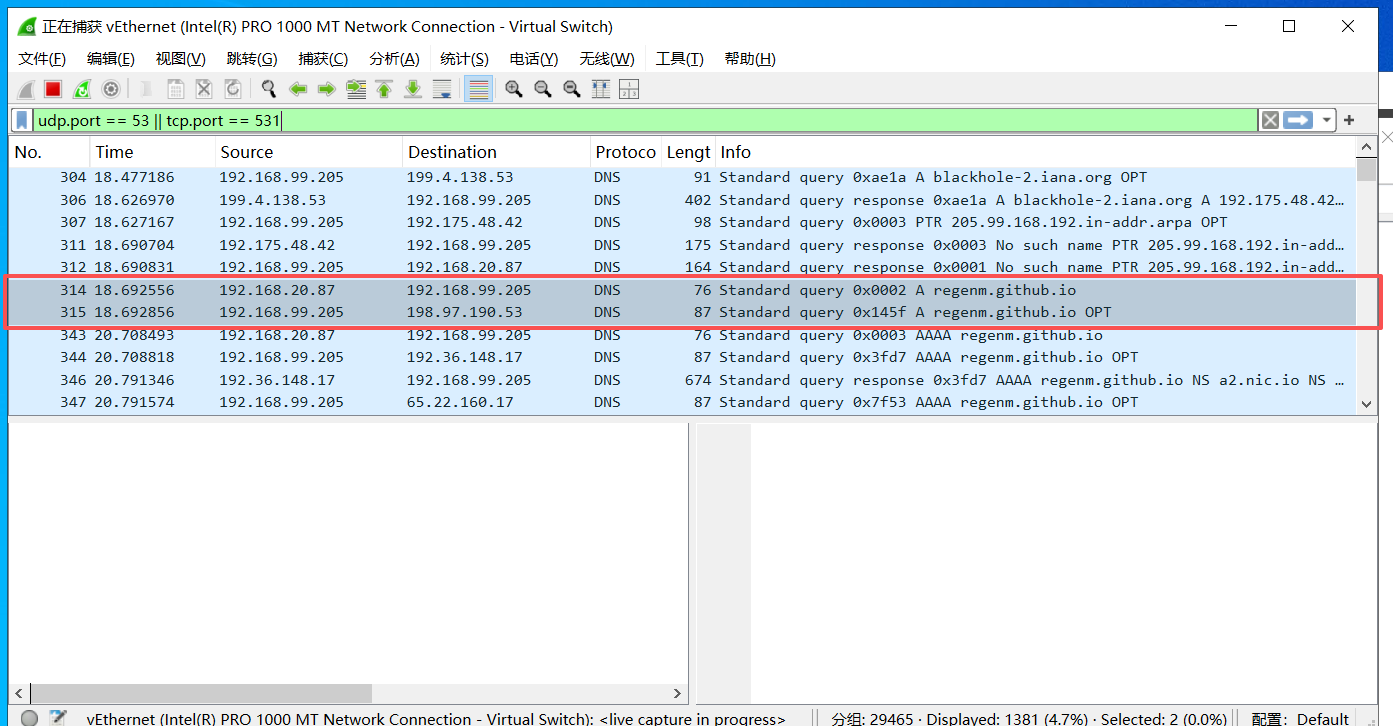 正在捕获 vEthernet (Intel(R) PRO 1000 MT Network Connection - Virtual Switch)
文件(F) 编辑(E) 视图(V) 跳转(G) 捕获(C) 分析(A) 统计(S) 电话(Y) 无线(W) 工具(T) 帮助(H)
udp.port == 53 || tcp.port == 531
No. Time Source Destination Protoco Lengt Info
304 18.477186 192.168.99.205 199.4.138.53 DNS 91 Standard query 0xae1a A blackhole-2.iana.org OPT
306 18.626970 199.4.138.53 192.168.99.205 DNS 402 Standard query response 0xae1a A blackhole-2.iana.org A 192.175.48.42…
307 18.627167 192.168.99.205 192.175.48.42 DNS 98 Standard query 0x0003 PTR 205.99.168.192.in-addr.arpa OPT
311 18.690704 192.175.48.42 192.168.99.205 DNS 175 Standard query response 0x0003 No such name PTR 205.99.168.192.in-add…
312 18.690831 192.168.99.205 192.168.20.87 DNS 164 Standard query response 0x0001 No such name PTR 205.99.168.192.in-add…
314 18.692556 192.168.20.87 192.168.99.205 DNS 76 Standard query 0x0002 A regenm.github.io
315 18.692856 192.168.99.205 198.97.190.53 DNS 87 Standard query 0x145f A regenm.github.io OPT
343 20.708493 192.168.20.87 192.168.99.205 DNS 76 Standard query 0x0003 AAAA regenm.github.io
344 20.708818 192.168.99.205 192.36.148.17 DNS 87 Standard query 0x3fd7 AAAA regenm.github.io OPT
346 20.791346 192.36.148.17 192.168.99.205 DNS 674 Standard query response 0x3fd7 AAAA regenm.github.io NS a2.nic.io NS …
347 20.791574 192.168.99.205 65.22.160.17 DNS 87 Standard query 0x7f53 AAAA regenm.github.io OPT
vEthernet (Intel(R) PRO 1000 MT Network Connection - Virtual Switch): <live capture in progress> 分组: 29465 · Displayed: 1381 (4.7%) · Selected: 2 (0.0%) 配置: Default